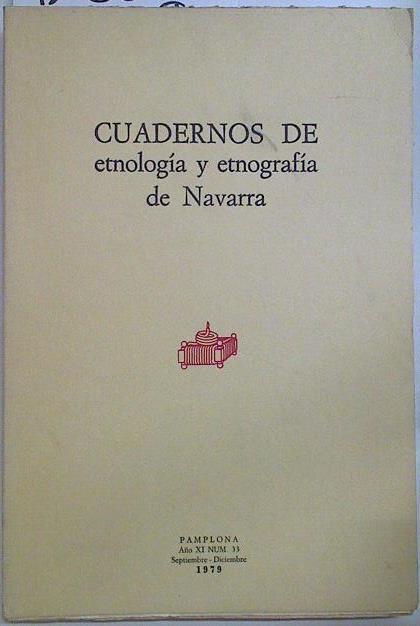 CUADERNOS DE
etnología y etnografía
de Navarra
PAMPLONA
Año XI NUM. 33
Septiembre - Diciembre
1979